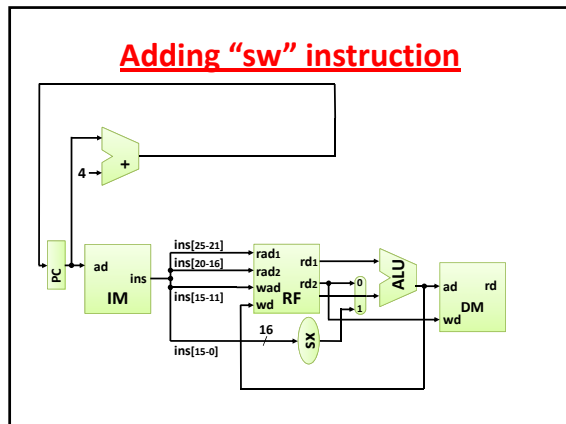 Adding “sw” instruction
4
+
PC
ad
ins
IM
ins[25-21]
ins[20-16]
ins[15-11]
ins[15-0]
16
rad1
rad2
wad
wd
rd1
rd2
RF
sx
0
1
ALU
ad
rd
DM
wd